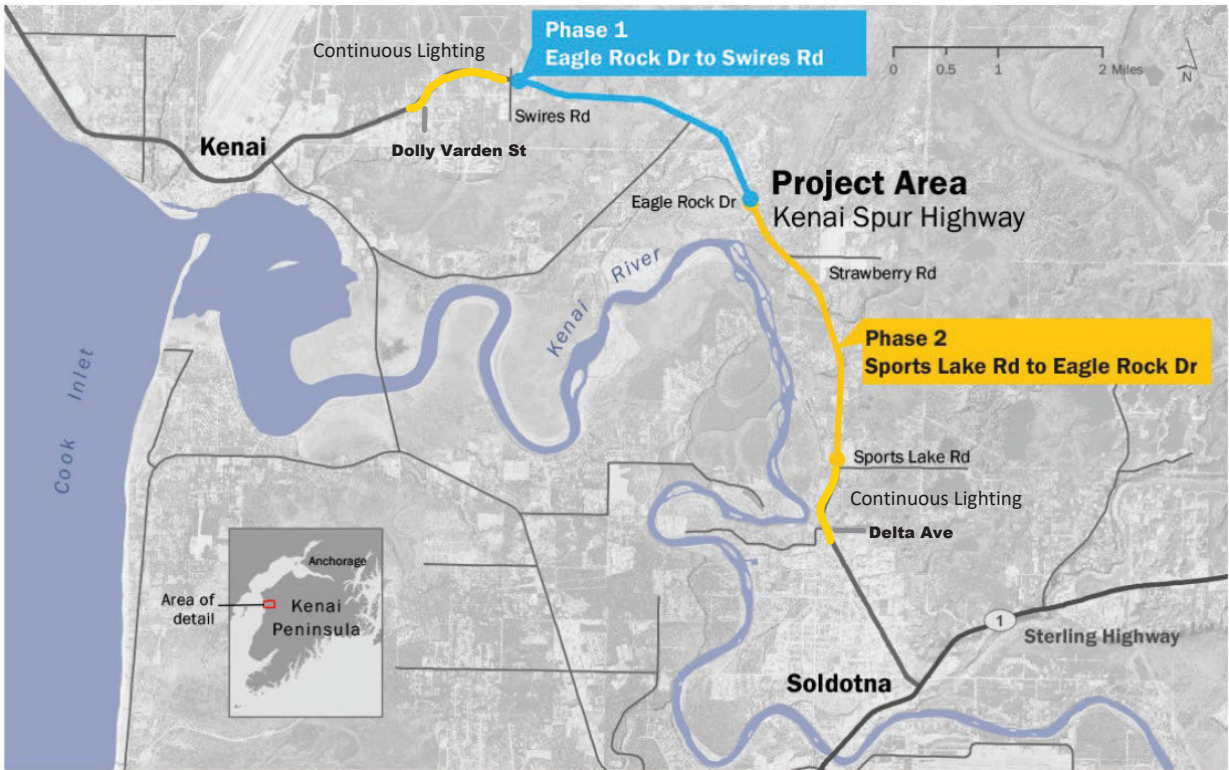 Phase 1
Eagle Rock Dr to Swires Rd
Continuous Lighting
0 0.5 1 2 Miles
N
Swires Rd
Kenai
Dolly Varden St
Project Area
Kenai Spur Highway
Eagle Rock Dr
Kenai River
Strawberry Rd
Phase 2
Sports Lake Rd to Eagle Rock Dr
Cook Inlet
Sports Lake Rd
Continuous Lighting
Delta Ave
Anchorage
Area of
detail
Kenai
Peninsula
1
Sterling Highway
Soldotna